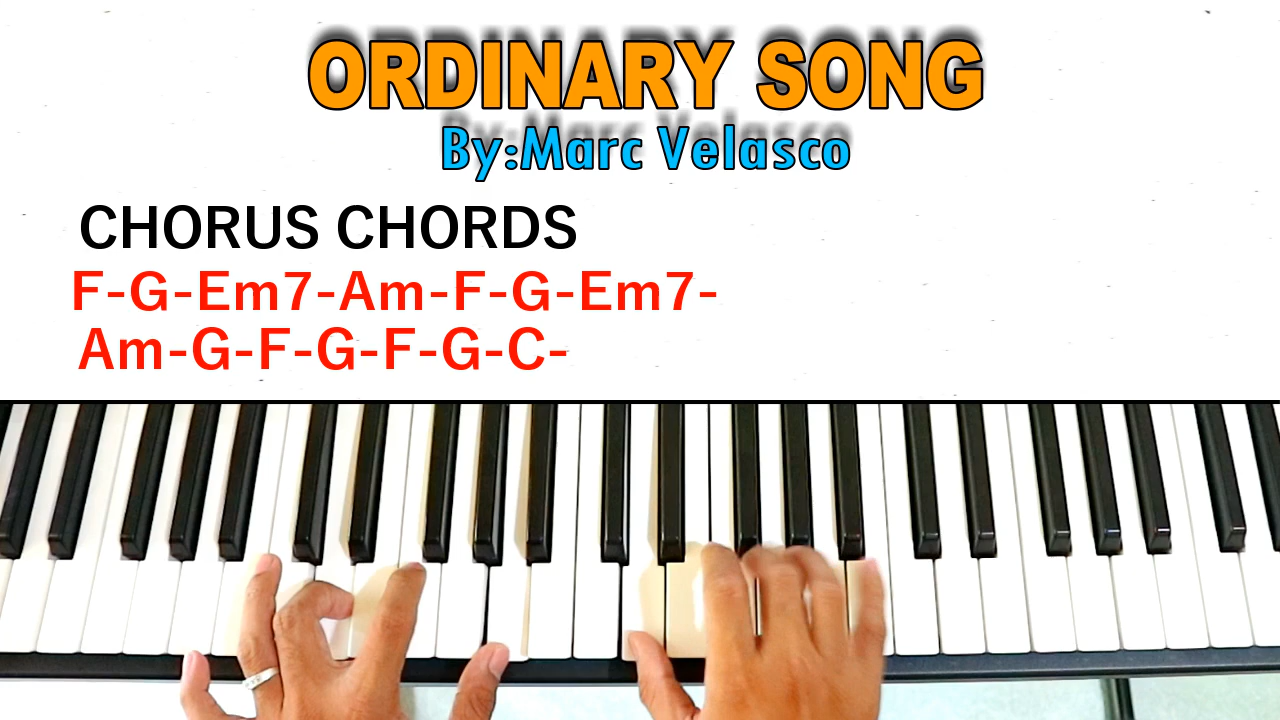 ORDINARY SONG
By:Marc Velasco
CHORUS CHORDS
F-G-Em7-Am-F-G-Em7-
Am-G-F-G-F-G-C-